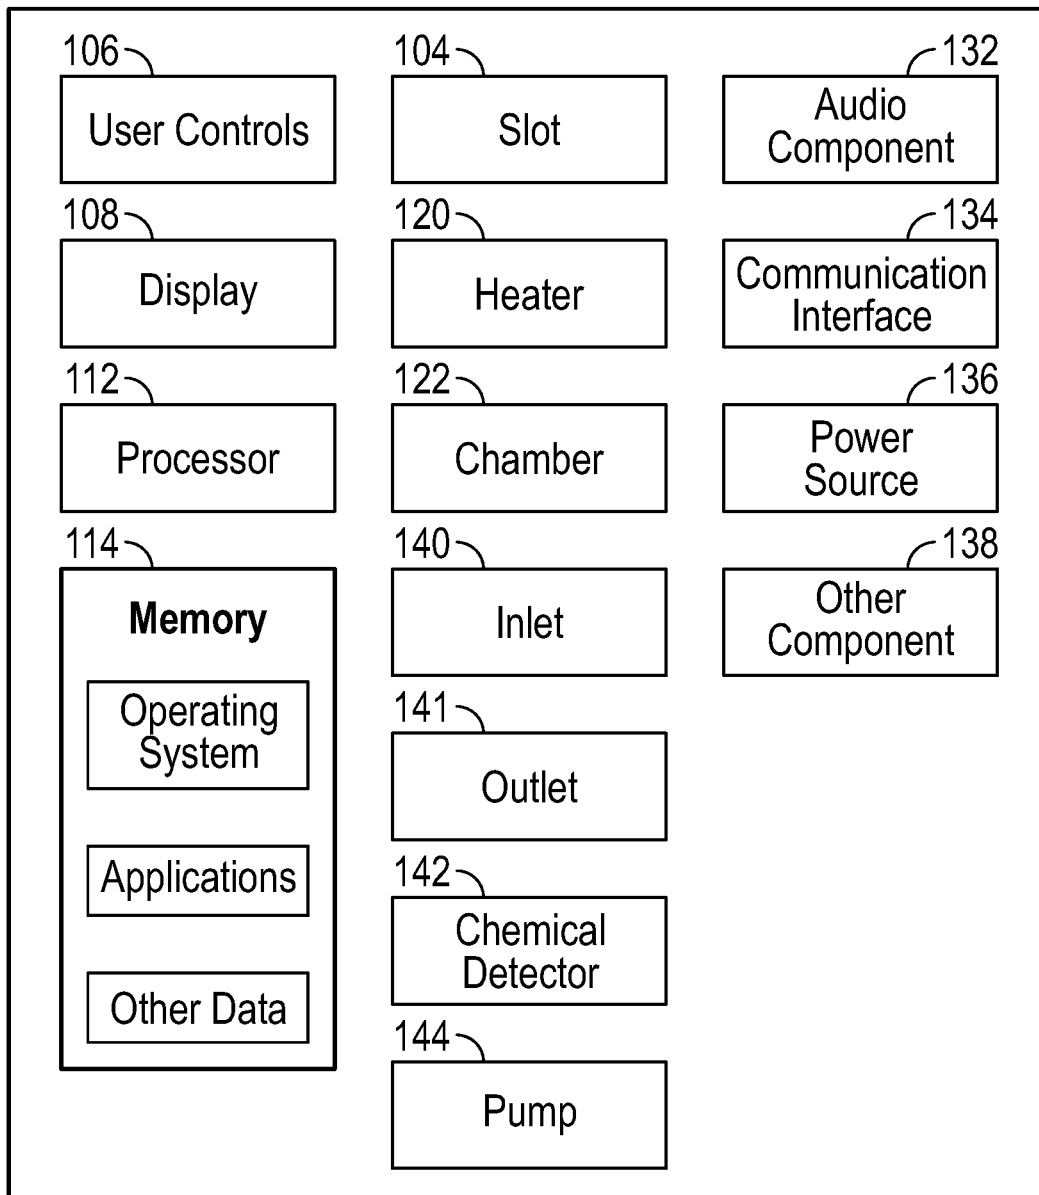 106
User Controls
108
Display
112
Processor
114
Memory
Operating
System
Applications
Other Data
104
Slot
120
Heater
122
Chamber
140
Inlet
141
Outlet
142
Chemical
Detector
144
Pump
132
Audio
Component
134
Communication
Interface
136
Power
Source
138
Other
Component